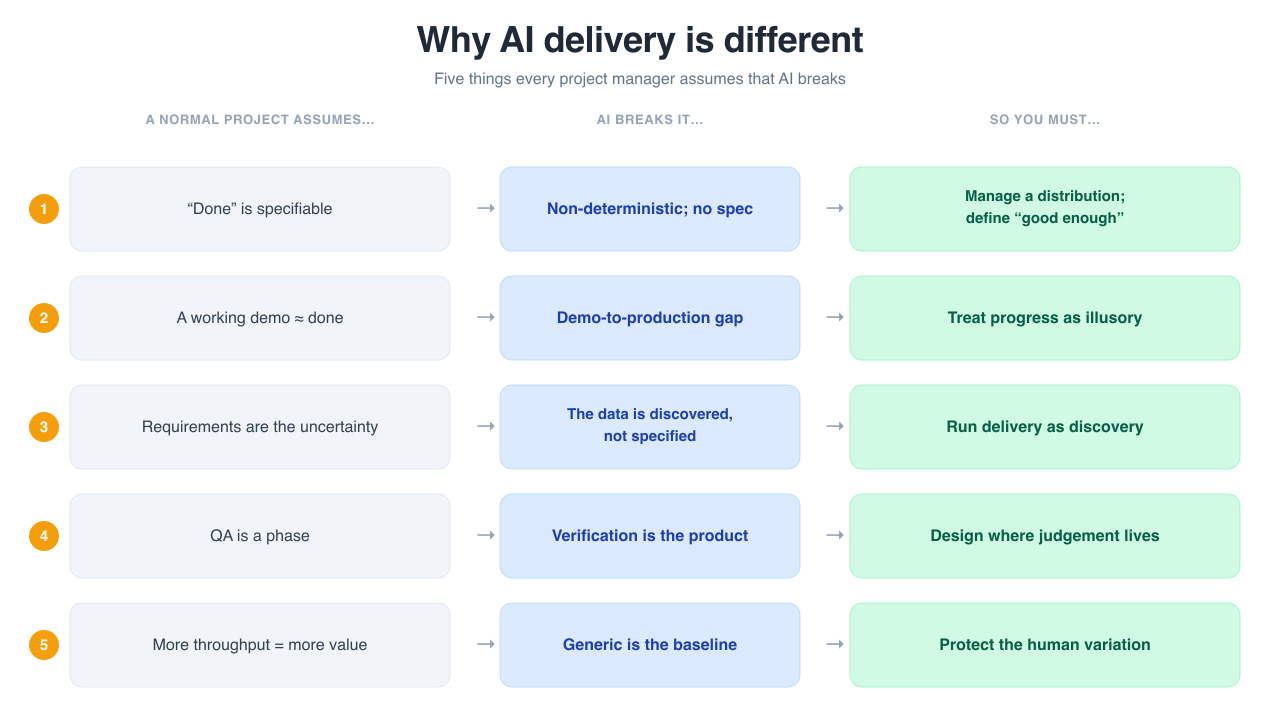 Why AI delivery is different
Five things every project manager assumes that AI breaks
A NORMAL PROJECT ASSUMES...
AI BREAKS IT...
SO YOU MUST...
1
“Done” is specifiable
→
Non-deterministic; no spec
→
Manage a distribution;
define “good enough”
2
A working demo ≈ done
→
Demo-to-production gap
→
Treat progress as illusory
3
Requirements are the uncertainty
→
The data is discovered,
not specified
→
Run delivery as discovery
4
QA is a phase
→
Verification is the product
→
Design where judgement lives
5
More throughput = more value
→
Generic is the baseline
→
Protect the human variation